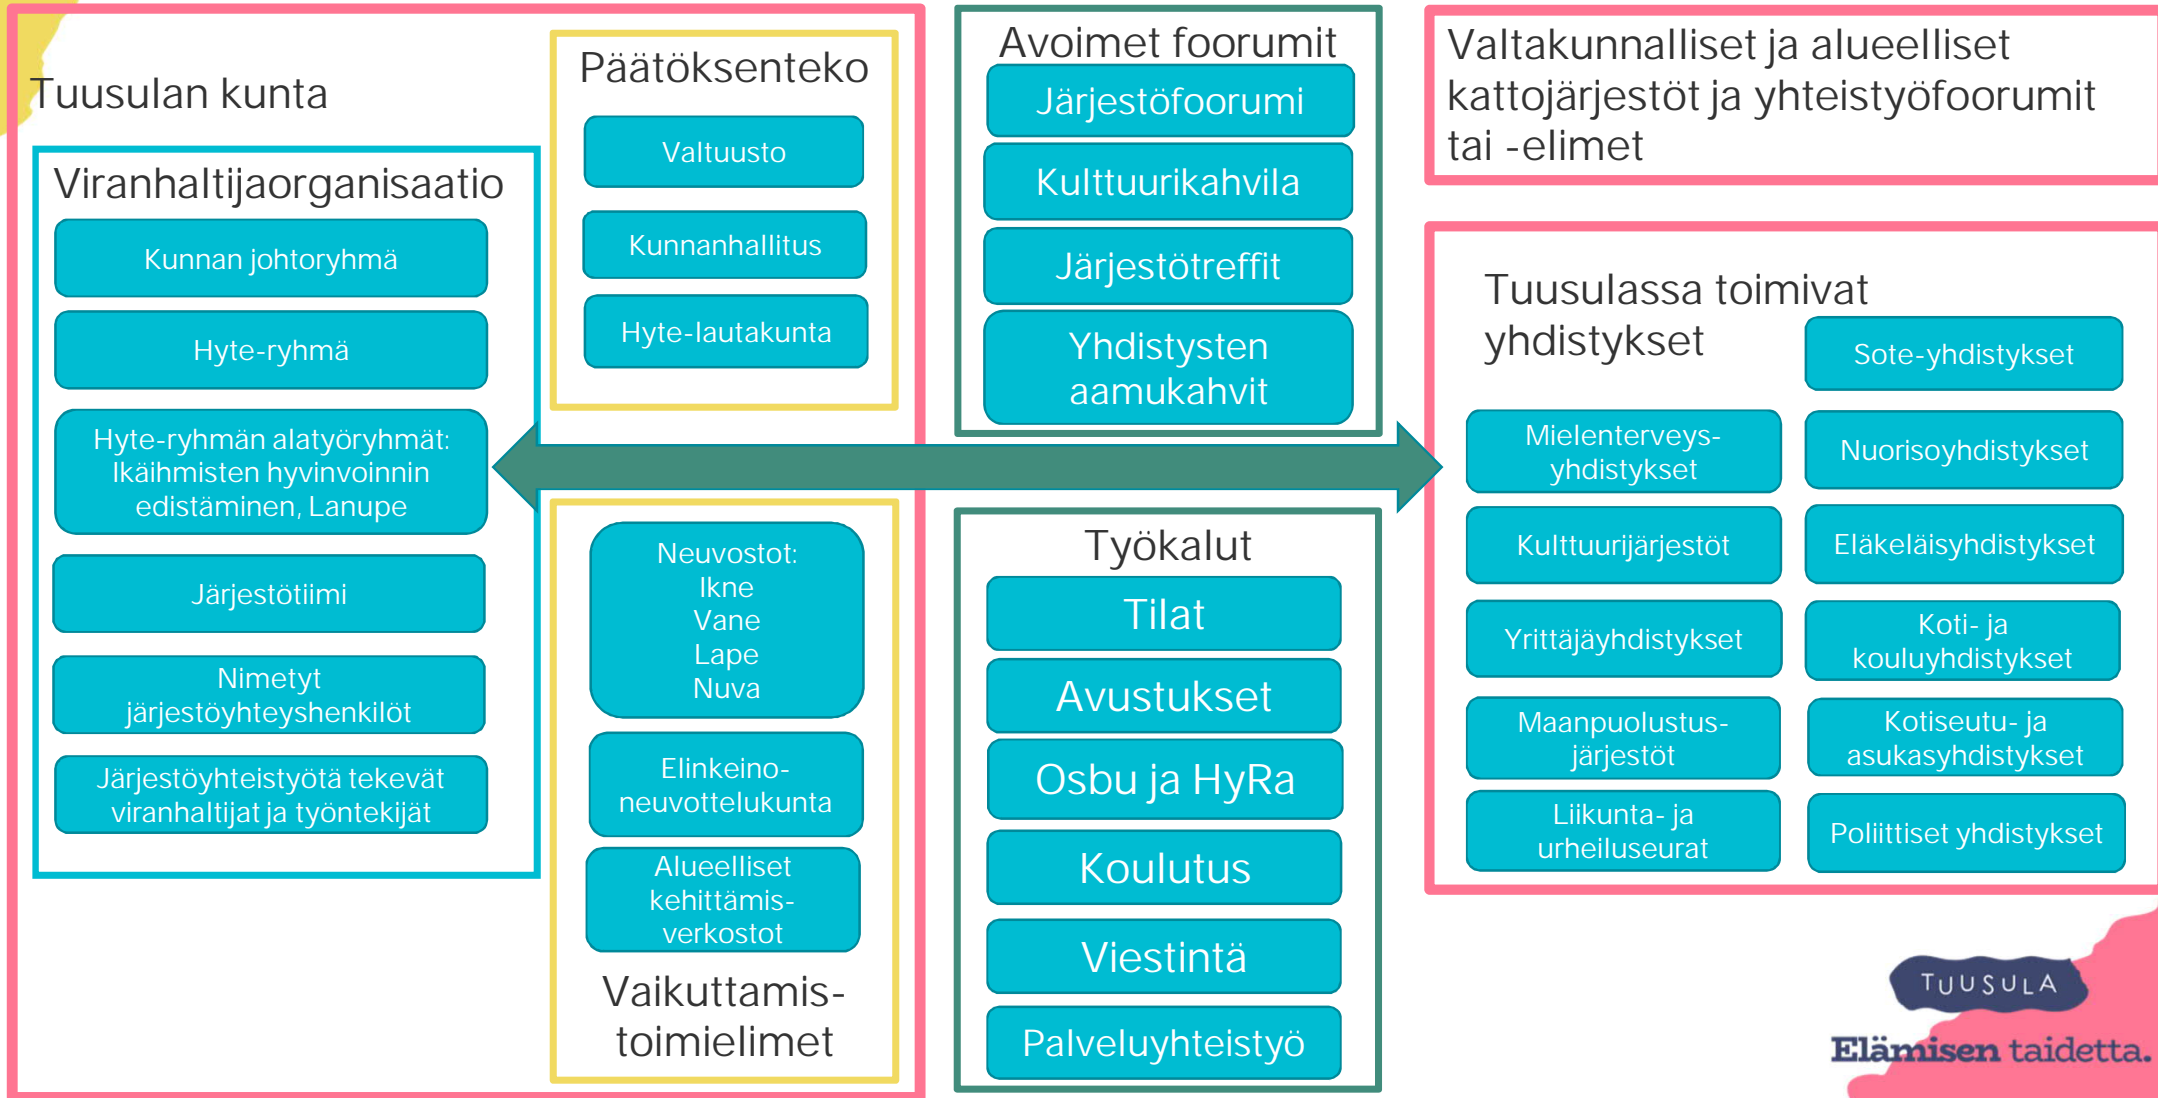 Tuusulan kunta
Viranhaltijaorganisaatio
Kunnan johtoryhmä
Hyte-ryhmä
Hyte-ryhmän alatyöryhmät:
Ikäihmisten hyvinvoinnin
edistäminen, Lanupe
Järjestötiimi
Nimetyt
järjestöyhteyshenkilöt
Järjestöyhteistyötä tekevät
viranhaltijat ja työntekijät
Päätöksenteko
Valtuusto
Kunnanhallitus
Hyte-lautakunta
Neuvostot:
Ikne
Vane
Lape
Nuva
Elinkeino-
neuvottelukunta
Alueelliset
kehittämis-
verkostot
Vaikuttamis-
toimielimet
Avoimet foorumit
Järjestöfoorumi
Kulttuurikahvila
Järjestötreffit
Yhdistysten
aamukahvit
Työkalut
Tilat
Avustukset
Osbu ja HyRa
Koulutus
Viestintä
Palveluyhteistyö
Valtakunnalliset ja alueelliset
kattojärjestöt ja yhteistyöfoorumit
tai -elimet
Tuusulassa toimivat
yhdistykset
Sote-yhdistykset
Mielenterveys-
yhdistykset
Nuorisoyhdistykset
Kulttuurijärjestöt
Eläkeläisyhdistykset
Yrittäjäyhdistykset
Koti- ja
kouluyhdistykset
Maanpuolustus-
järjestöt
Kotiseutu- ja
asukasyhdistykset
Liikunta- ja
urheiluseurat
Poliittiset yhdistykset
TUUSULA
Elämisen taidetta.